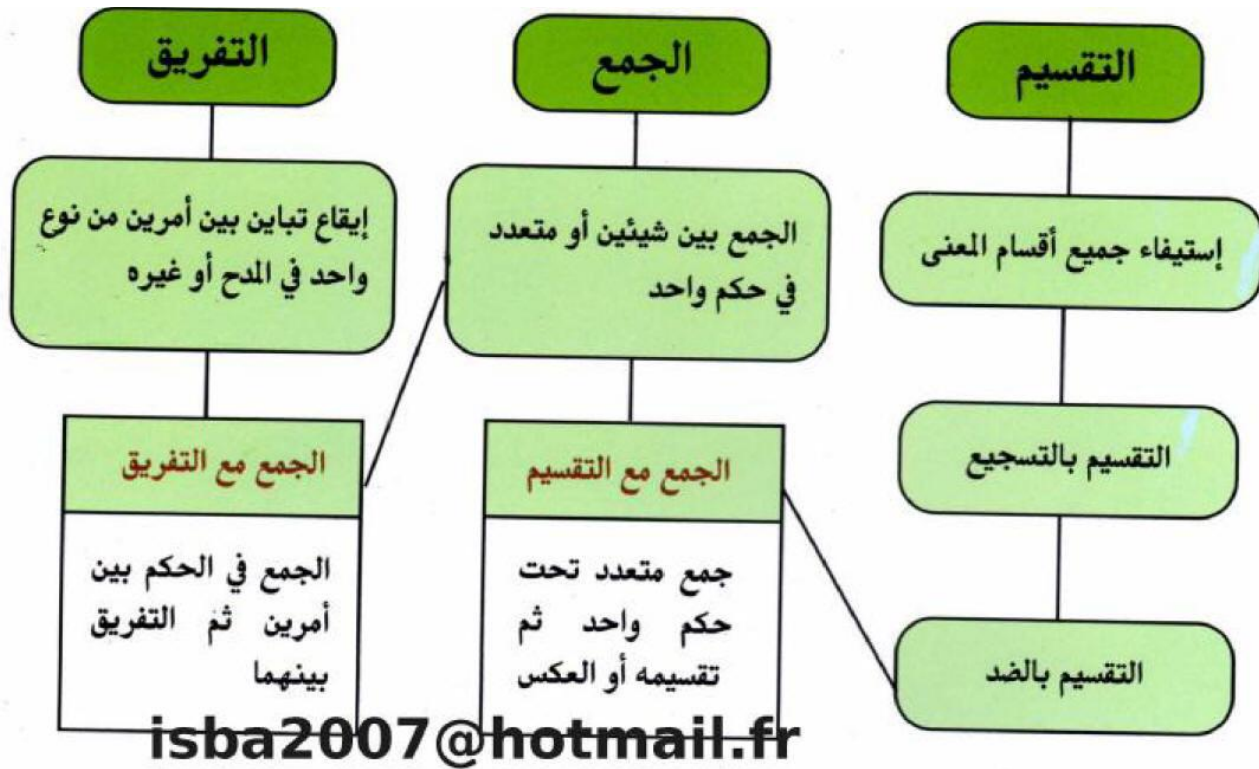 التقسيم
إستيفاء جميع أقسام المعنى
التقسيم بالتسجيع
التقسيم بالضد
الجمع
الجمع بين شيئين أو متعدد
في حكم واحد
الجمع مع التقسيم
جمع متعدد تحت
حكم واحد ثم
تقسيمه أو العكس
التفريق
إيقاع تباين بين أمرين من نوع
واحد في المدح أو غيره
الجمع مع التفريق
الجمع في الحكم بين
أمرين ثم التفريق
بينهما
isba2007@hotmail.fr